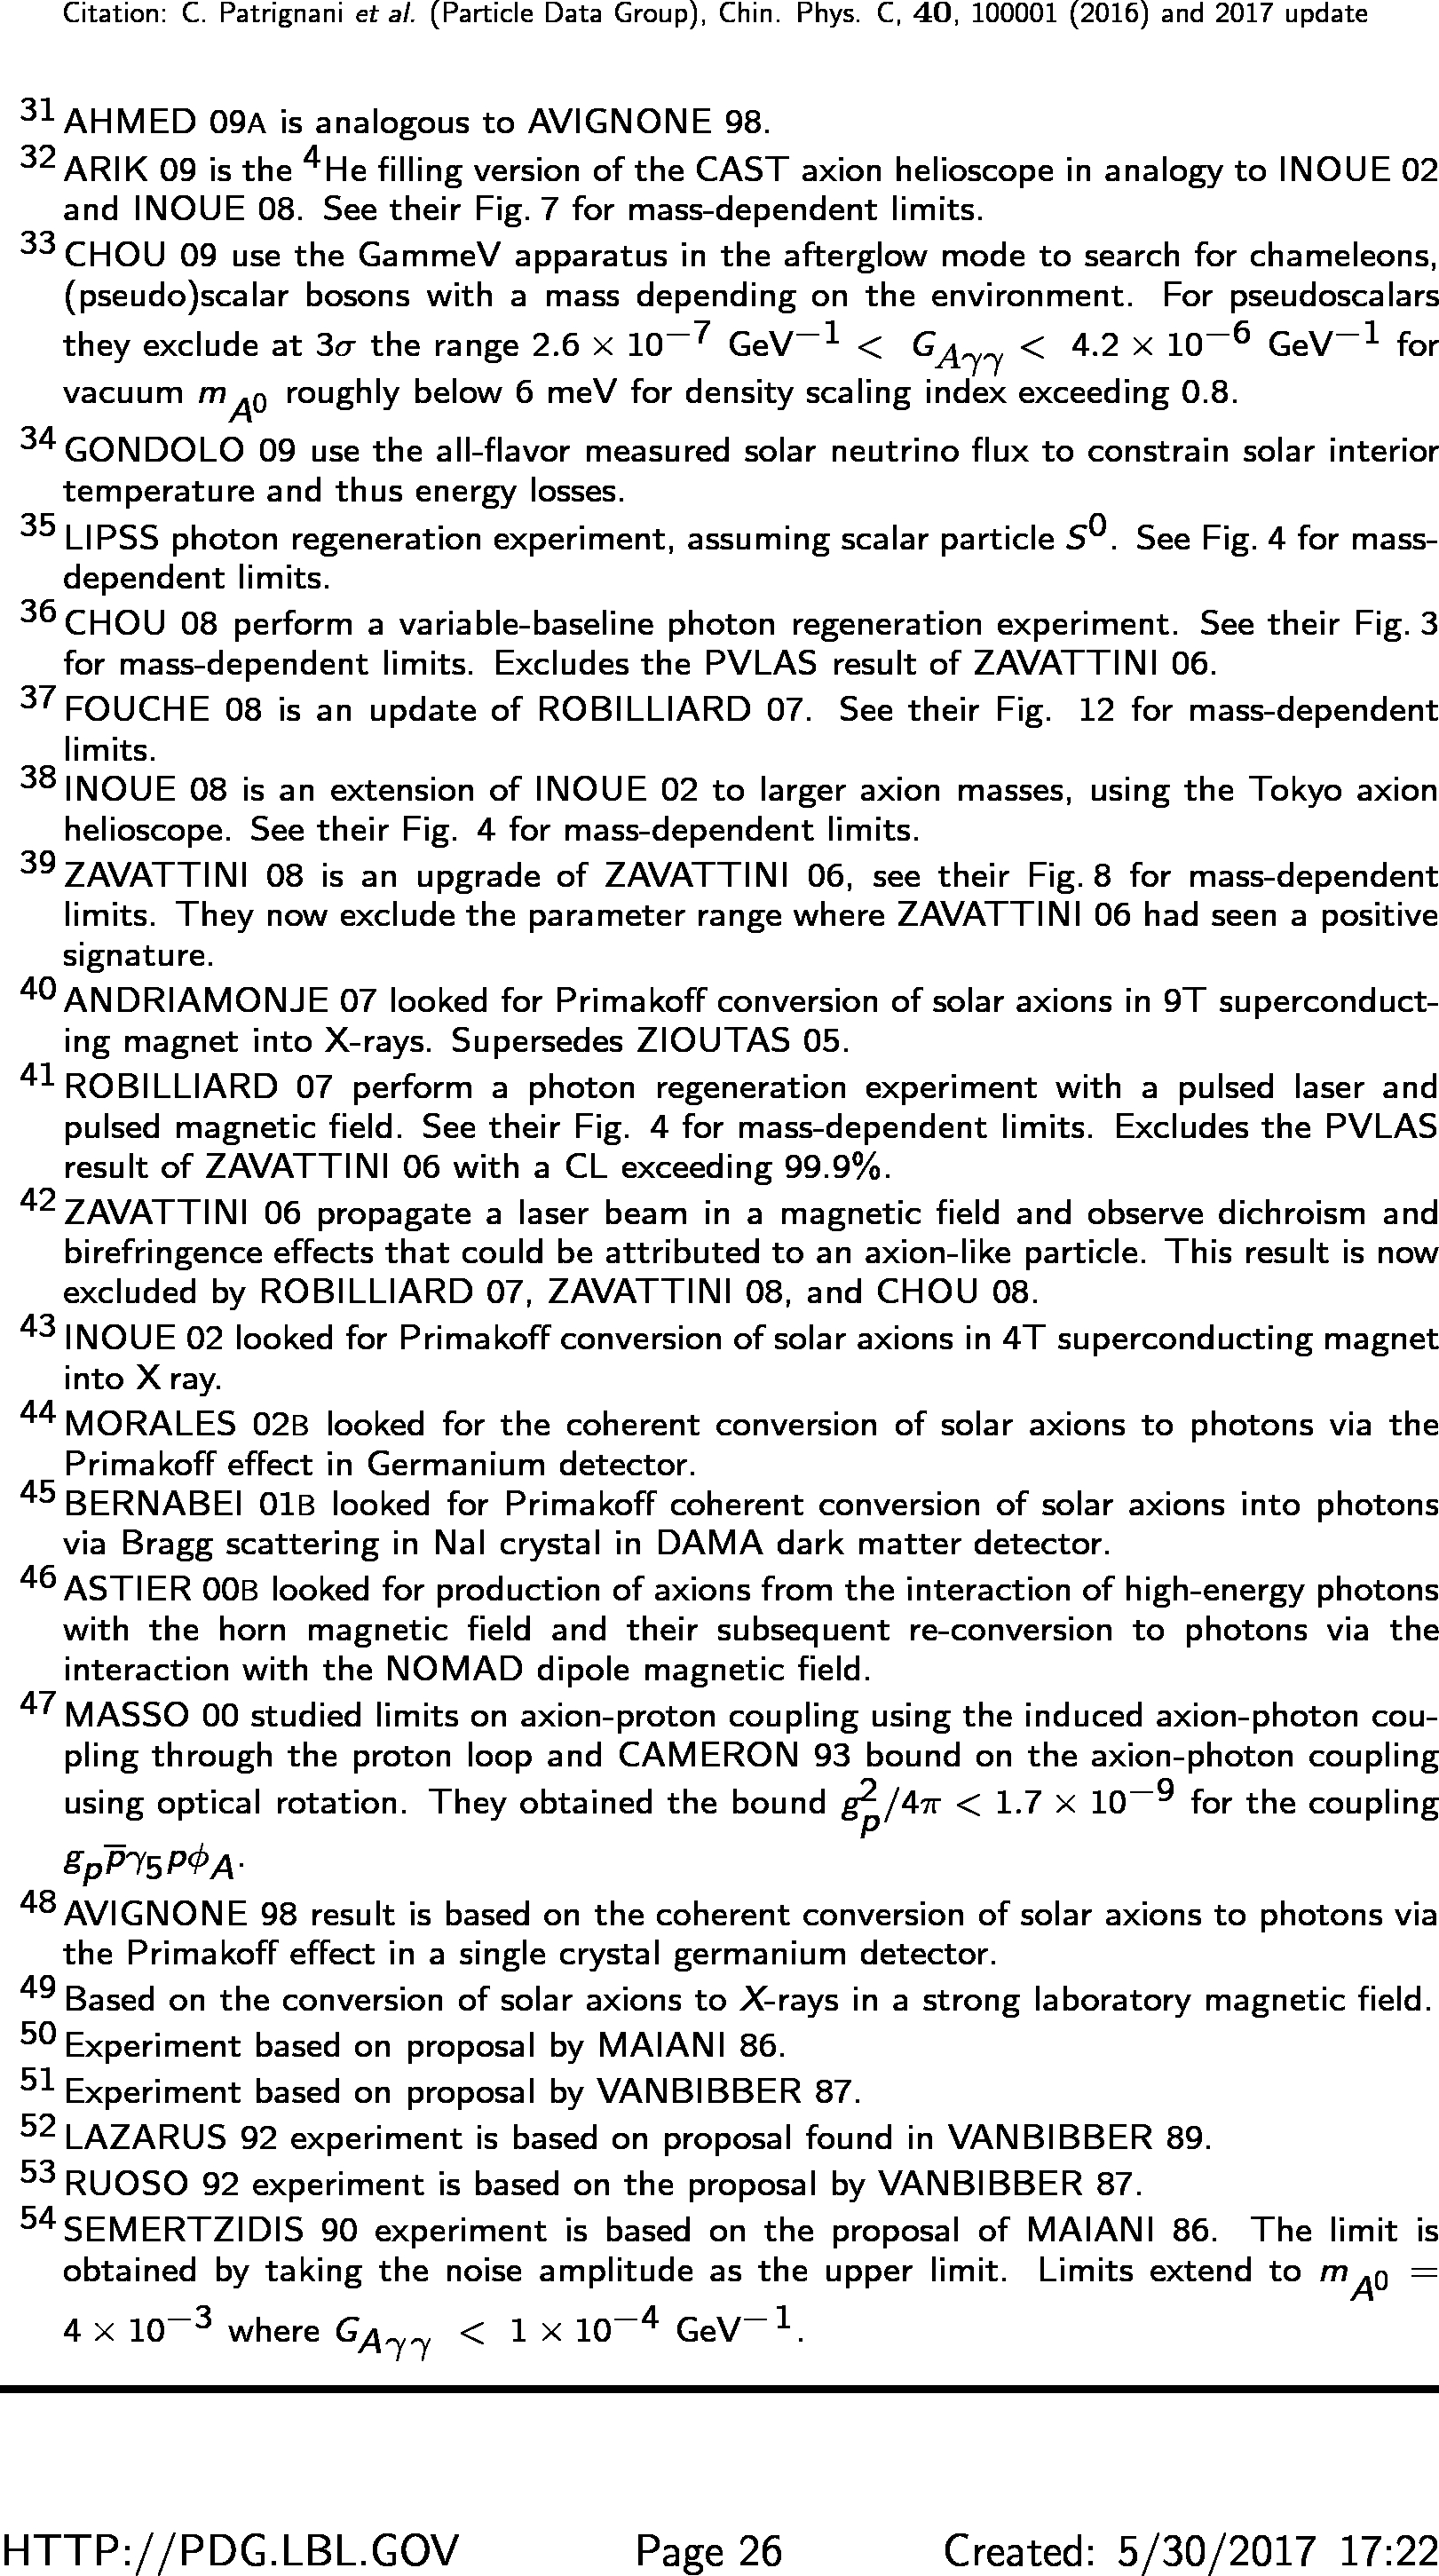 Citation: C. Patrignani et al. (Particle Data Group), Chin. Phys. C, 40, 100001 (2016) and 2017 update
31 AHMED 09A is analogous to AVIGNONE 98.
32 ARIK 09 is the ⁴He filling version of the CAST axion helioscope in analogy to INOUE 02
and INOUE 08. See their Fig. 7 for mass-dependent limits.
33 CHOU 09 use the GammeV apparatus in the afterglow mode to search for chameleons,
(pseudo)scalar bosons with a mass depending on the environment. For pseudoscalars
they exclude at 3σ the range 2.6 × 10⁻⁷ GeV⁻¹ < G_{Aγγ} < 4.2 × 10⁻⁶ GeV⁻¹ for
vacuum m_{A⁰} roughly below 6 meV for density scaling index exceeding 0.8.
34 GONDOLO 09 use the all-flavor measured solar neutrino flux to constrain solar interior
temperature and thus energy losses.
35 LIPSS photon regeneration experiment, assuming scalar particle S⁰. See Fig. 4 for mass-
dependent limits.
36 CHOU 08 perform a variable-baseline photon regeneration experiment. See their Fig. 3
for mass-dependent limits. Excludes the PVLAS result of ZAVATTINI 06.
37 FOUCHE 08 is an update of ROBILLIARD 07. See their Fig. 12 for mass-dependent
limits.
38 INOUE 08 is an extension of INOUE 02 to larger axion masses, using the Tokyo axion
helioscope. See their Fig. 4 for mass-dependent limits.
39 ZAVATTINI 08 is an upgrade of ZAVATTINI 06, see their Fig. 8 for mass-dependent
limits. They now exclude the parameter range where ZAVATTINI 06 had seen a positive
signature.
40 ANDRIAMONJE 07 looked for Primakoff conversion of solar axions in 9T superconduct-
ing magnet into X-rays. Supersedes ZIOUTAS 05.
41 ROBILLIARD 07 perform a photon regeneration experiment with a pulsed laser and
pulsed magnetic field. See their Fig. 4 for mass-dependent limits. Excludes the PVLAS
result of ZAVATTINI 06 with a CL exceeding 99.9%.
42 ZAVATTINI 06 propagate a laser beam in a magnetic field and observe dichroism and
birefringence effects that could be attributed to an axion-like particle. This result is now
excluded by ROBILLIARD 07, ZAVATTINI 08, and CHOU 08.
43 INOUE 02 looked for Primakoff conversion of solar axions in 4T superconducting magnet
into X ray.
44 MORALES 02B looked for the coherent conversion of solar axions to photons via the
Primakoff effect in Germanium detector.
45 BERNABEI 01B looked for Primakoff coherent conversion of solar axions into photons
via Bragg scattering in NaI crystal in DAMA dark matter detector.
46 ASTIER 00B looked for production of axions from the interaction of high-energy photons
with the horn magnetic field and their subsequent re-conversion to photons via the
interaction with the NOMAD dipole magnetic field.
47 MASSO 00 studied limits on axion-proton coupling using the induced axion-photon cou-
pling through the proton loop and CAMERON 93 bound on the axion-photon coupling
using optical rotation. They obtained the bound g_p²/4π < 1.7 × 10⁻⁹ for the coupling
g_p p̅γ₅pϕ_A.
48 AVIGNONE 98 result is based on the coherent conversion of solar axions to photons via
the Primakoff effect in a single crystal germanium detector.
49 Based on the conversion of solar axions to X-rays in a strong laboratory magnetic field.
50 Experiment based on proposal by MAIANI 86.
51 Experiment based on proposal by VANBIBBER 87.
52 LAZARUS 92 experiment is based on proposal found in VANBIBBER 89.
53 RUOSO 92 experiment is based on the proposal by VANBIBBER 87.
54 SEMERTZIDIS 90 experiment is based on the proposal of MAIANI 86. The limit is
obtained by taking the noise amplitude as the upper limit. Limits extend to m_{A⁰} =
4 × 10⁻³ where G_{Aγγ} < 1 × 10⁻⁴ GeV⁻¹.
HTTP://PDG.LBL.GOV Page 26 Created: 5/30/2017 17:22